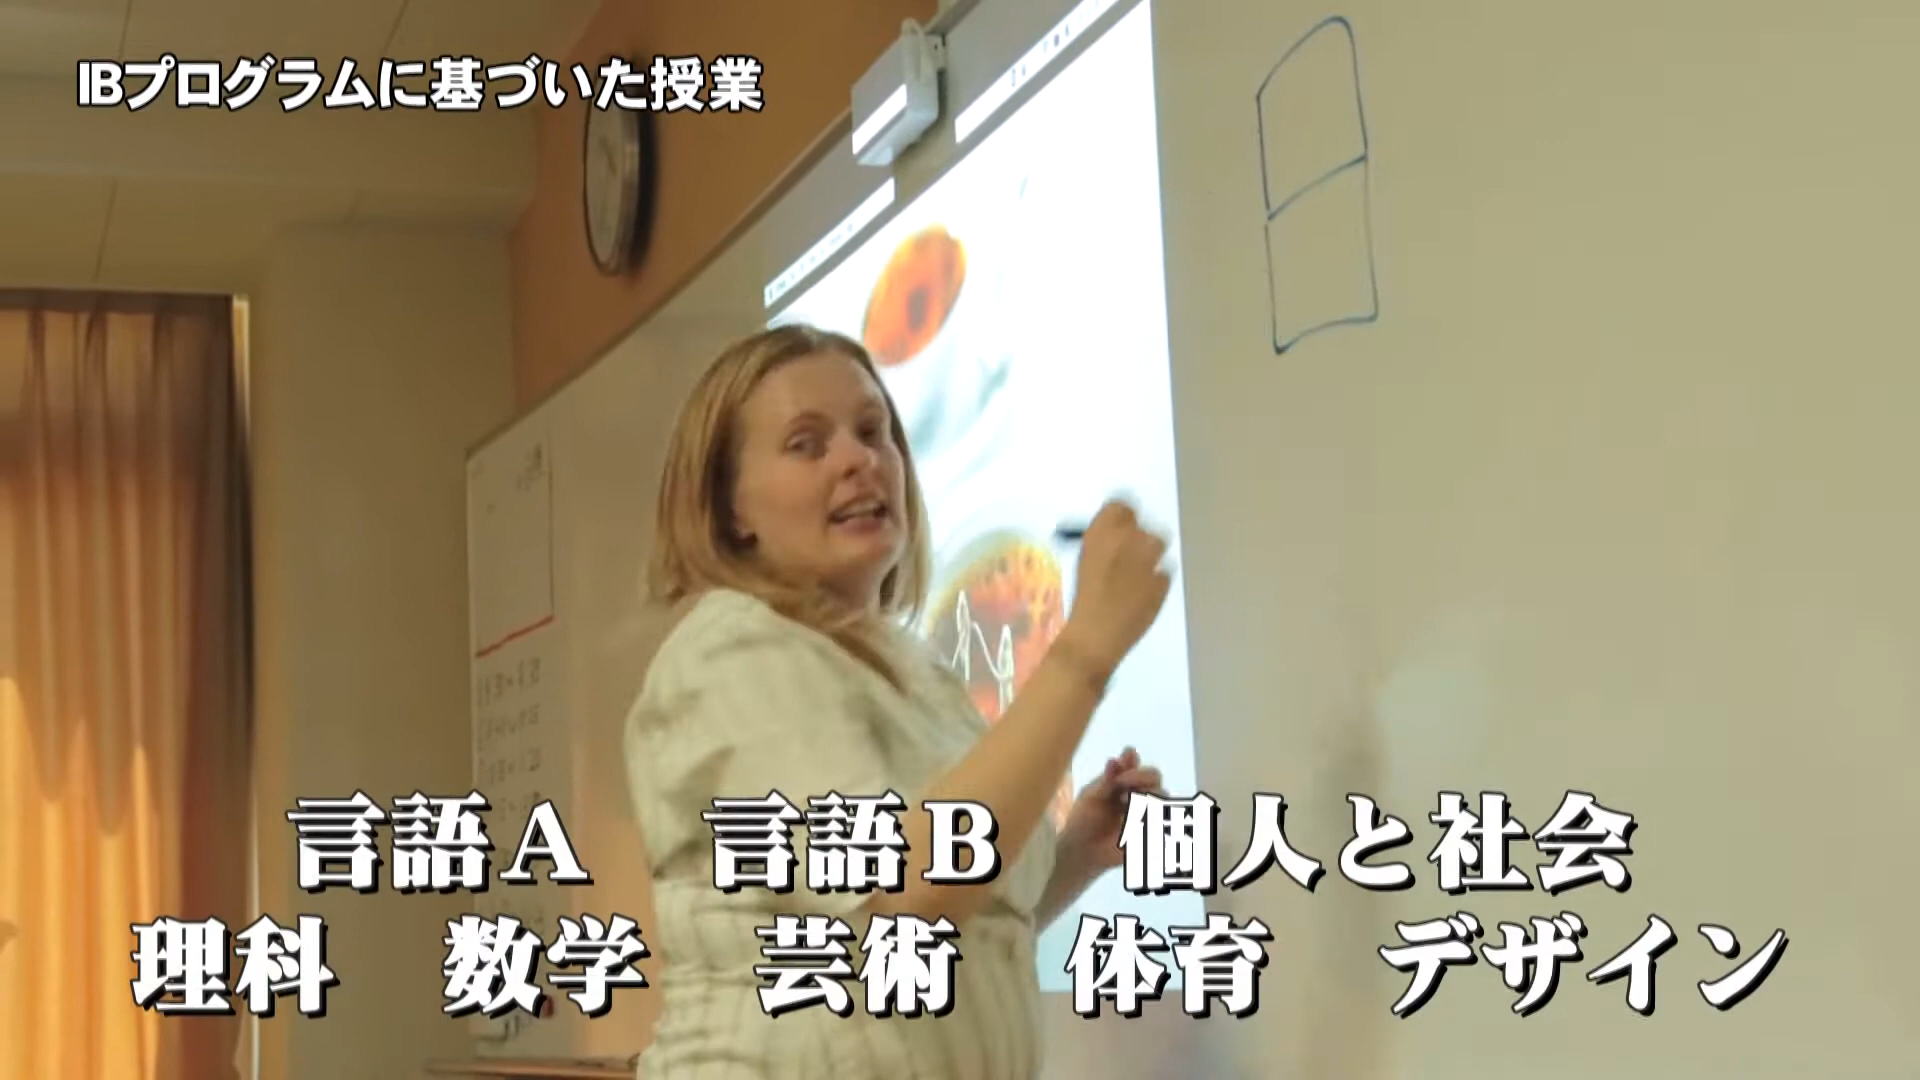 IBプログラムに基づいた授業
言語A　言語B　個人と社会
理科　数学　芸術　体育　デザイン